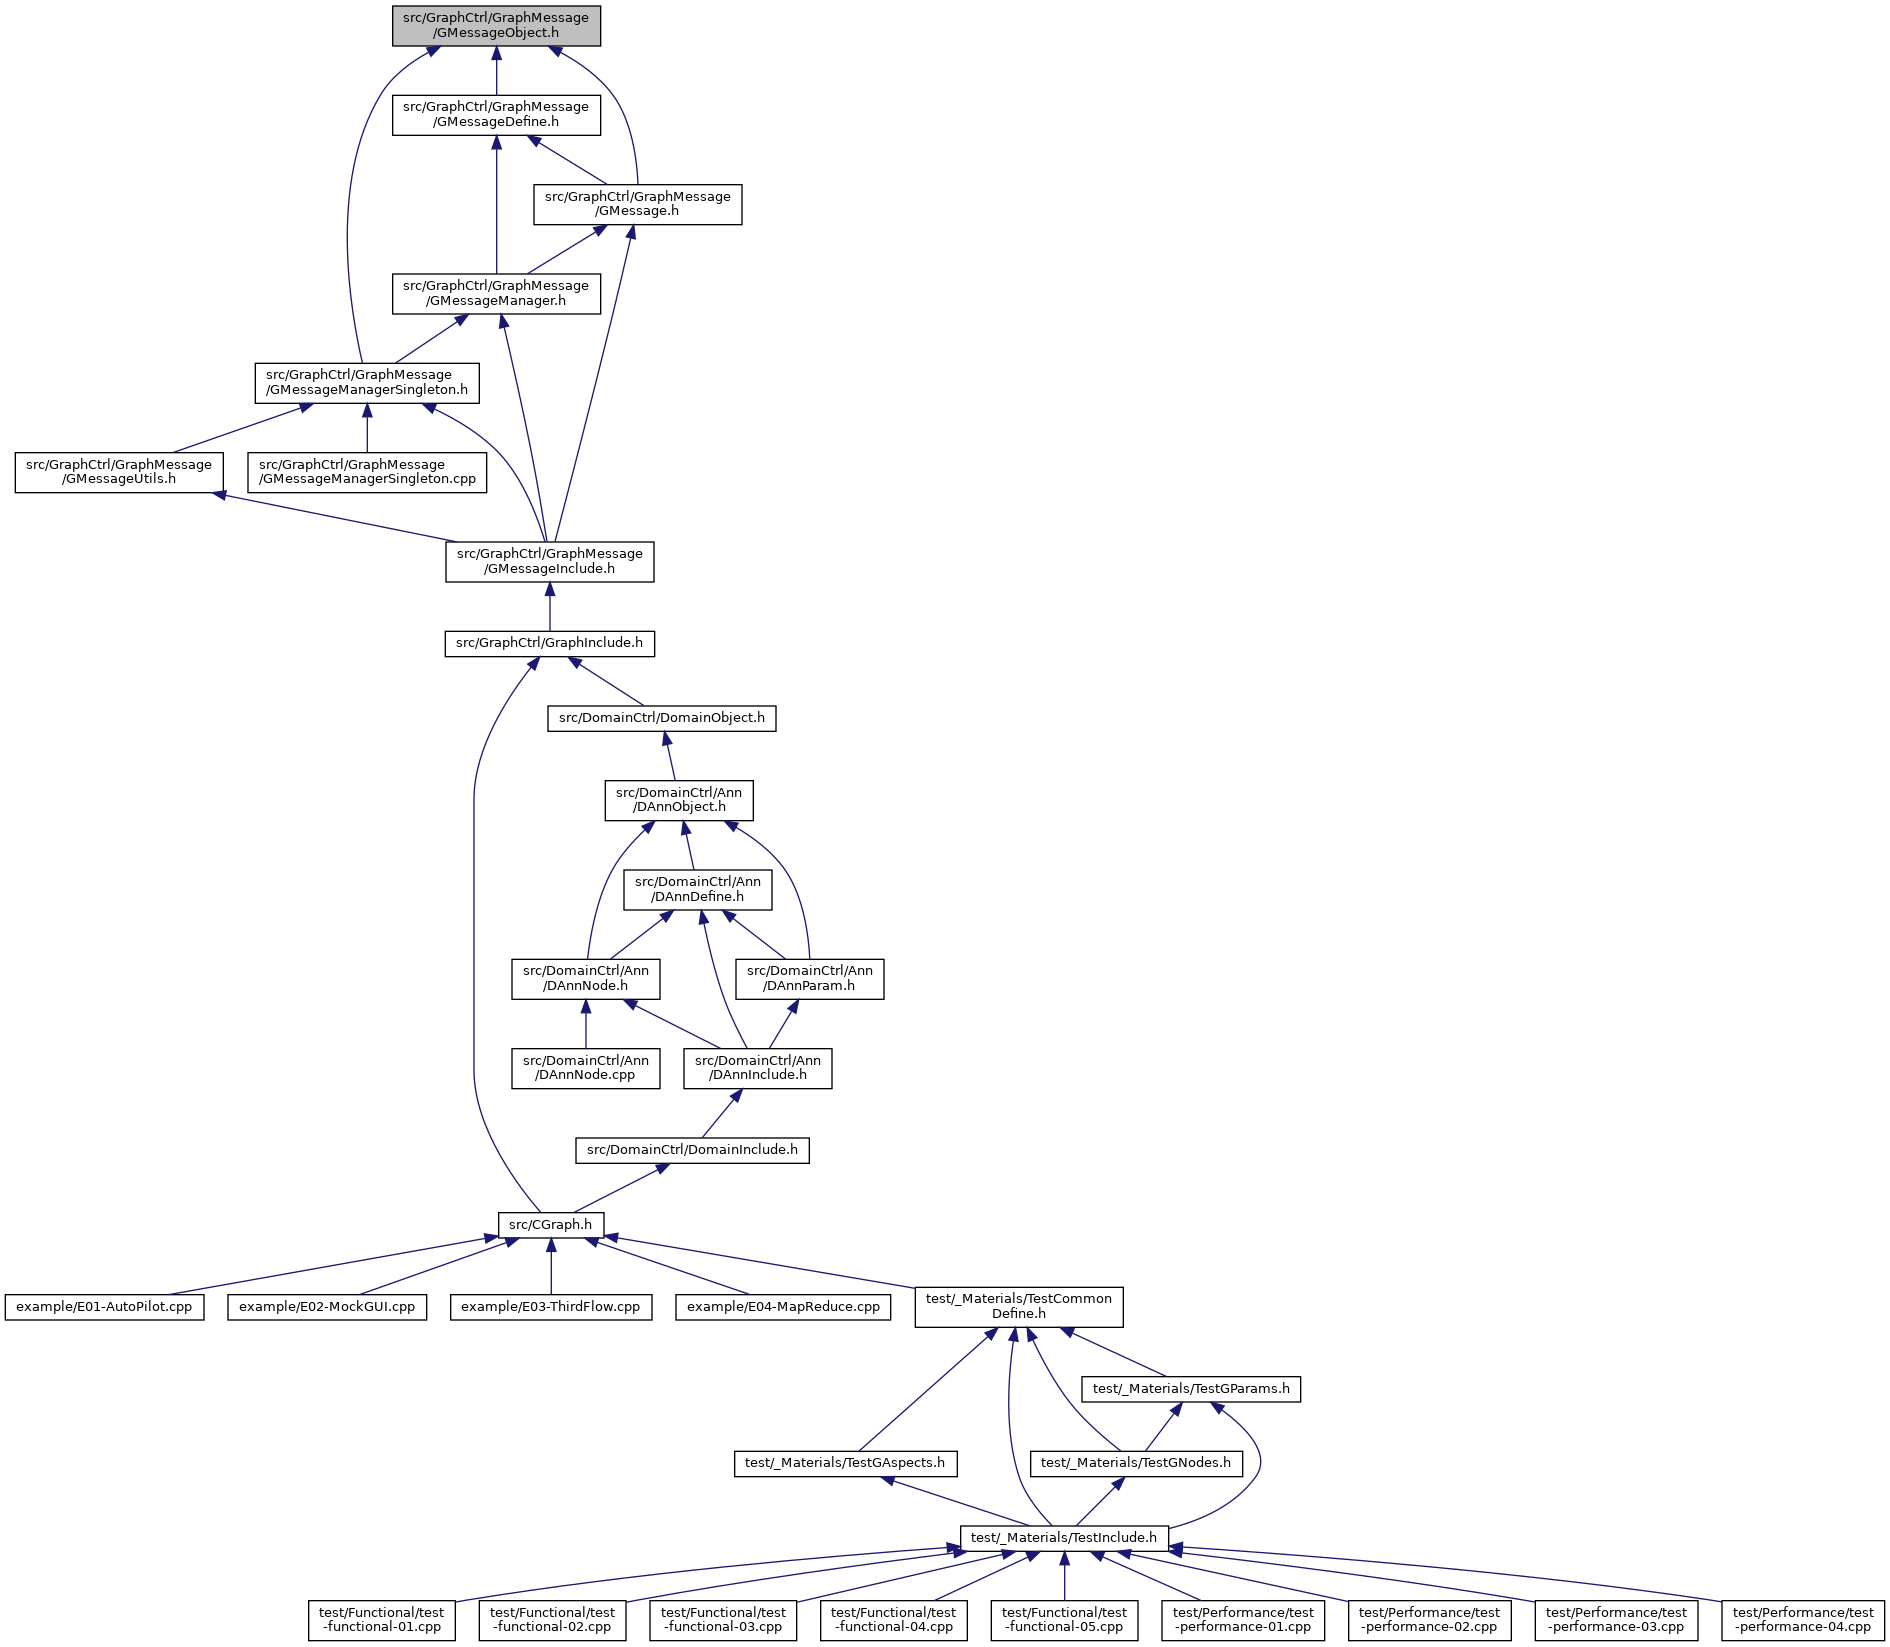 src/GraphCtrl/GraphMessage
/GMessageObject.h
src/GraphCtrl/GraphMessage
/GMessageDefine.h
src/GraphCtrl/GraphMessage
/GMessage.h
src/GraphCtrl/GraphMessage
/GMessageManager.h
src/GraphCtrl/GraphMessage
/GMessageManagerSingleton.h
src/GraphCtrl/GraphMessage
/GMessageUtils.h
src/GraphCtrl/GraphMessage
/GMessageManagerSingleton.cpp
src/GraphCtrl/GraphMessage
/GMessageInclude.h
src/GraphCtrl/GraphInclude.h
src/DomainCtrl/DomainObject.h
src/DomainCtrl/Ann
/DAnnObject.h
src/DomainCtrl/Ann
/DAnnDefine.h
src/DomainCtrl/Ann
/DAnnNode.h
src/DomainCtrl/Ann
/DAnnParam.h
src/DomainCtrl/Ann
/DAnnNode.cpp
src/DomainCtrl/Ann
/DAnnInclude.h
src/DomainCtrl/DomainInclude.h
src/CGraph.h
example/E01-AutoPilot.cpp
example/E02-MockGUI.cpp
example/E03-ThirdFlow.cpp
example/E04-MapReduce.cpp
test/_Materials/TestCommon
Define.h
test/_Materials/TestGParams.h
test/_Materials/TestGAspects.h
test/_Materials/TestGNodes.h
test/_Materials/TestInclude.h
test/Functional/test
-functional-01.cpp
test/Functional/test
-functional-02.cpp
test/Functional/test
-functional-03.cpp
test/Functional/test
-functional-04.cpp
test/Functional/test
-functional-05.cpp
test/Performance/test
-performance-01.cpp
test/Performance/test
-performance-02.cpp
test/Performance/test
-performance-03.cpp
test/Performance/test
-performance-04.cpp